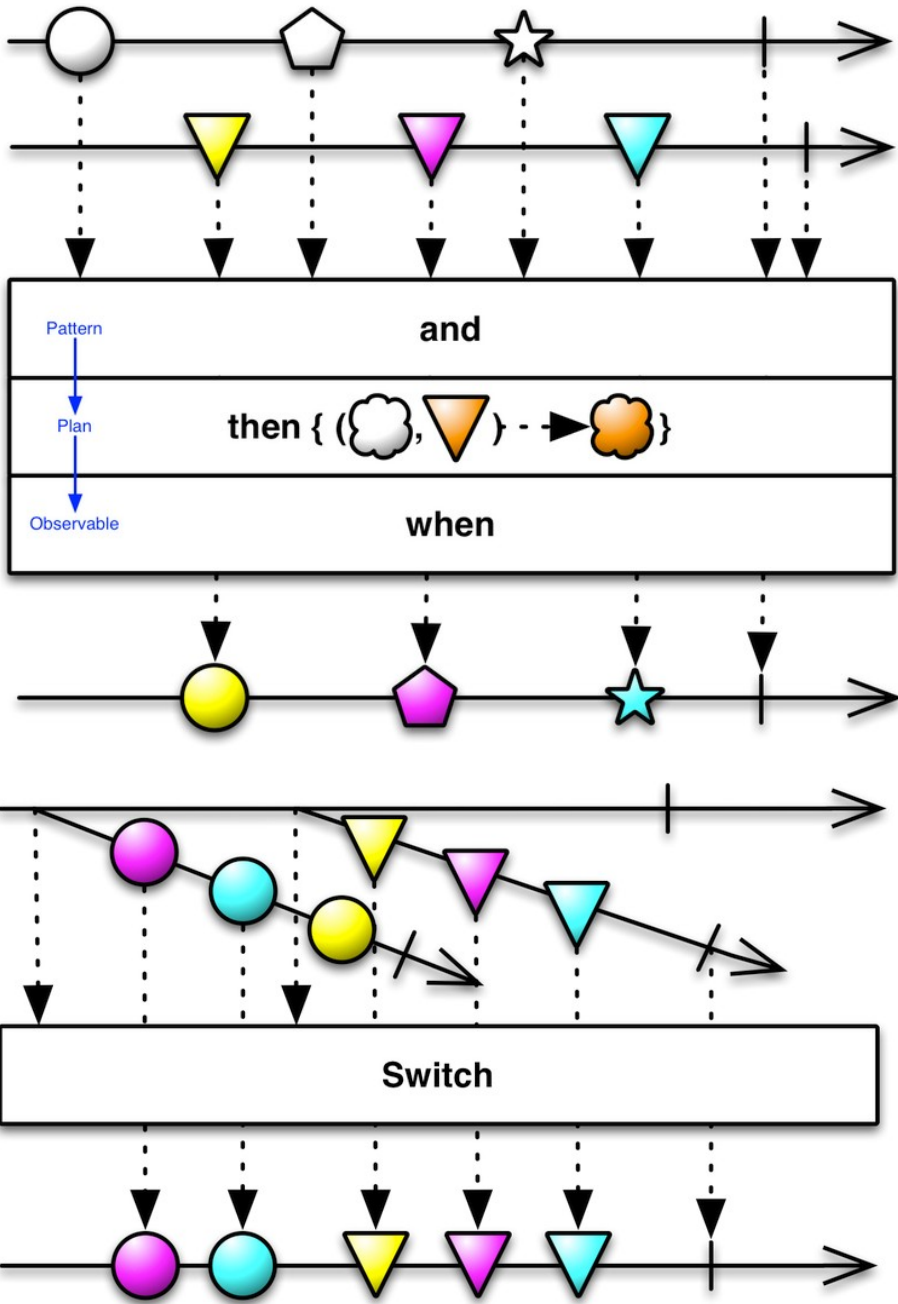 Pattern
and
Plan
then { ( , ) }
Observable
when
Switch